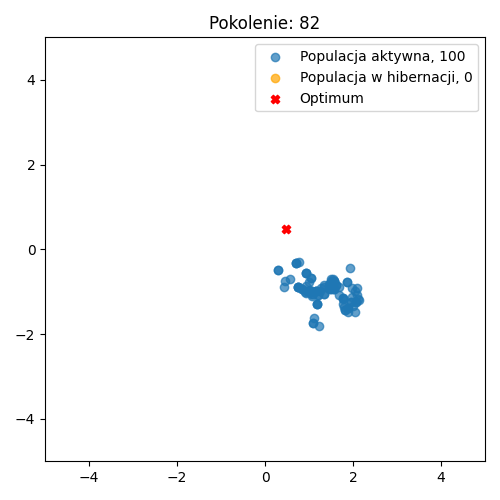 Pokolenie: 82
Populacja aktywna, 100
Populacja w hibernacji, 0
Optimum
4
2
0
−2
−4
−4 −2 0 2 4